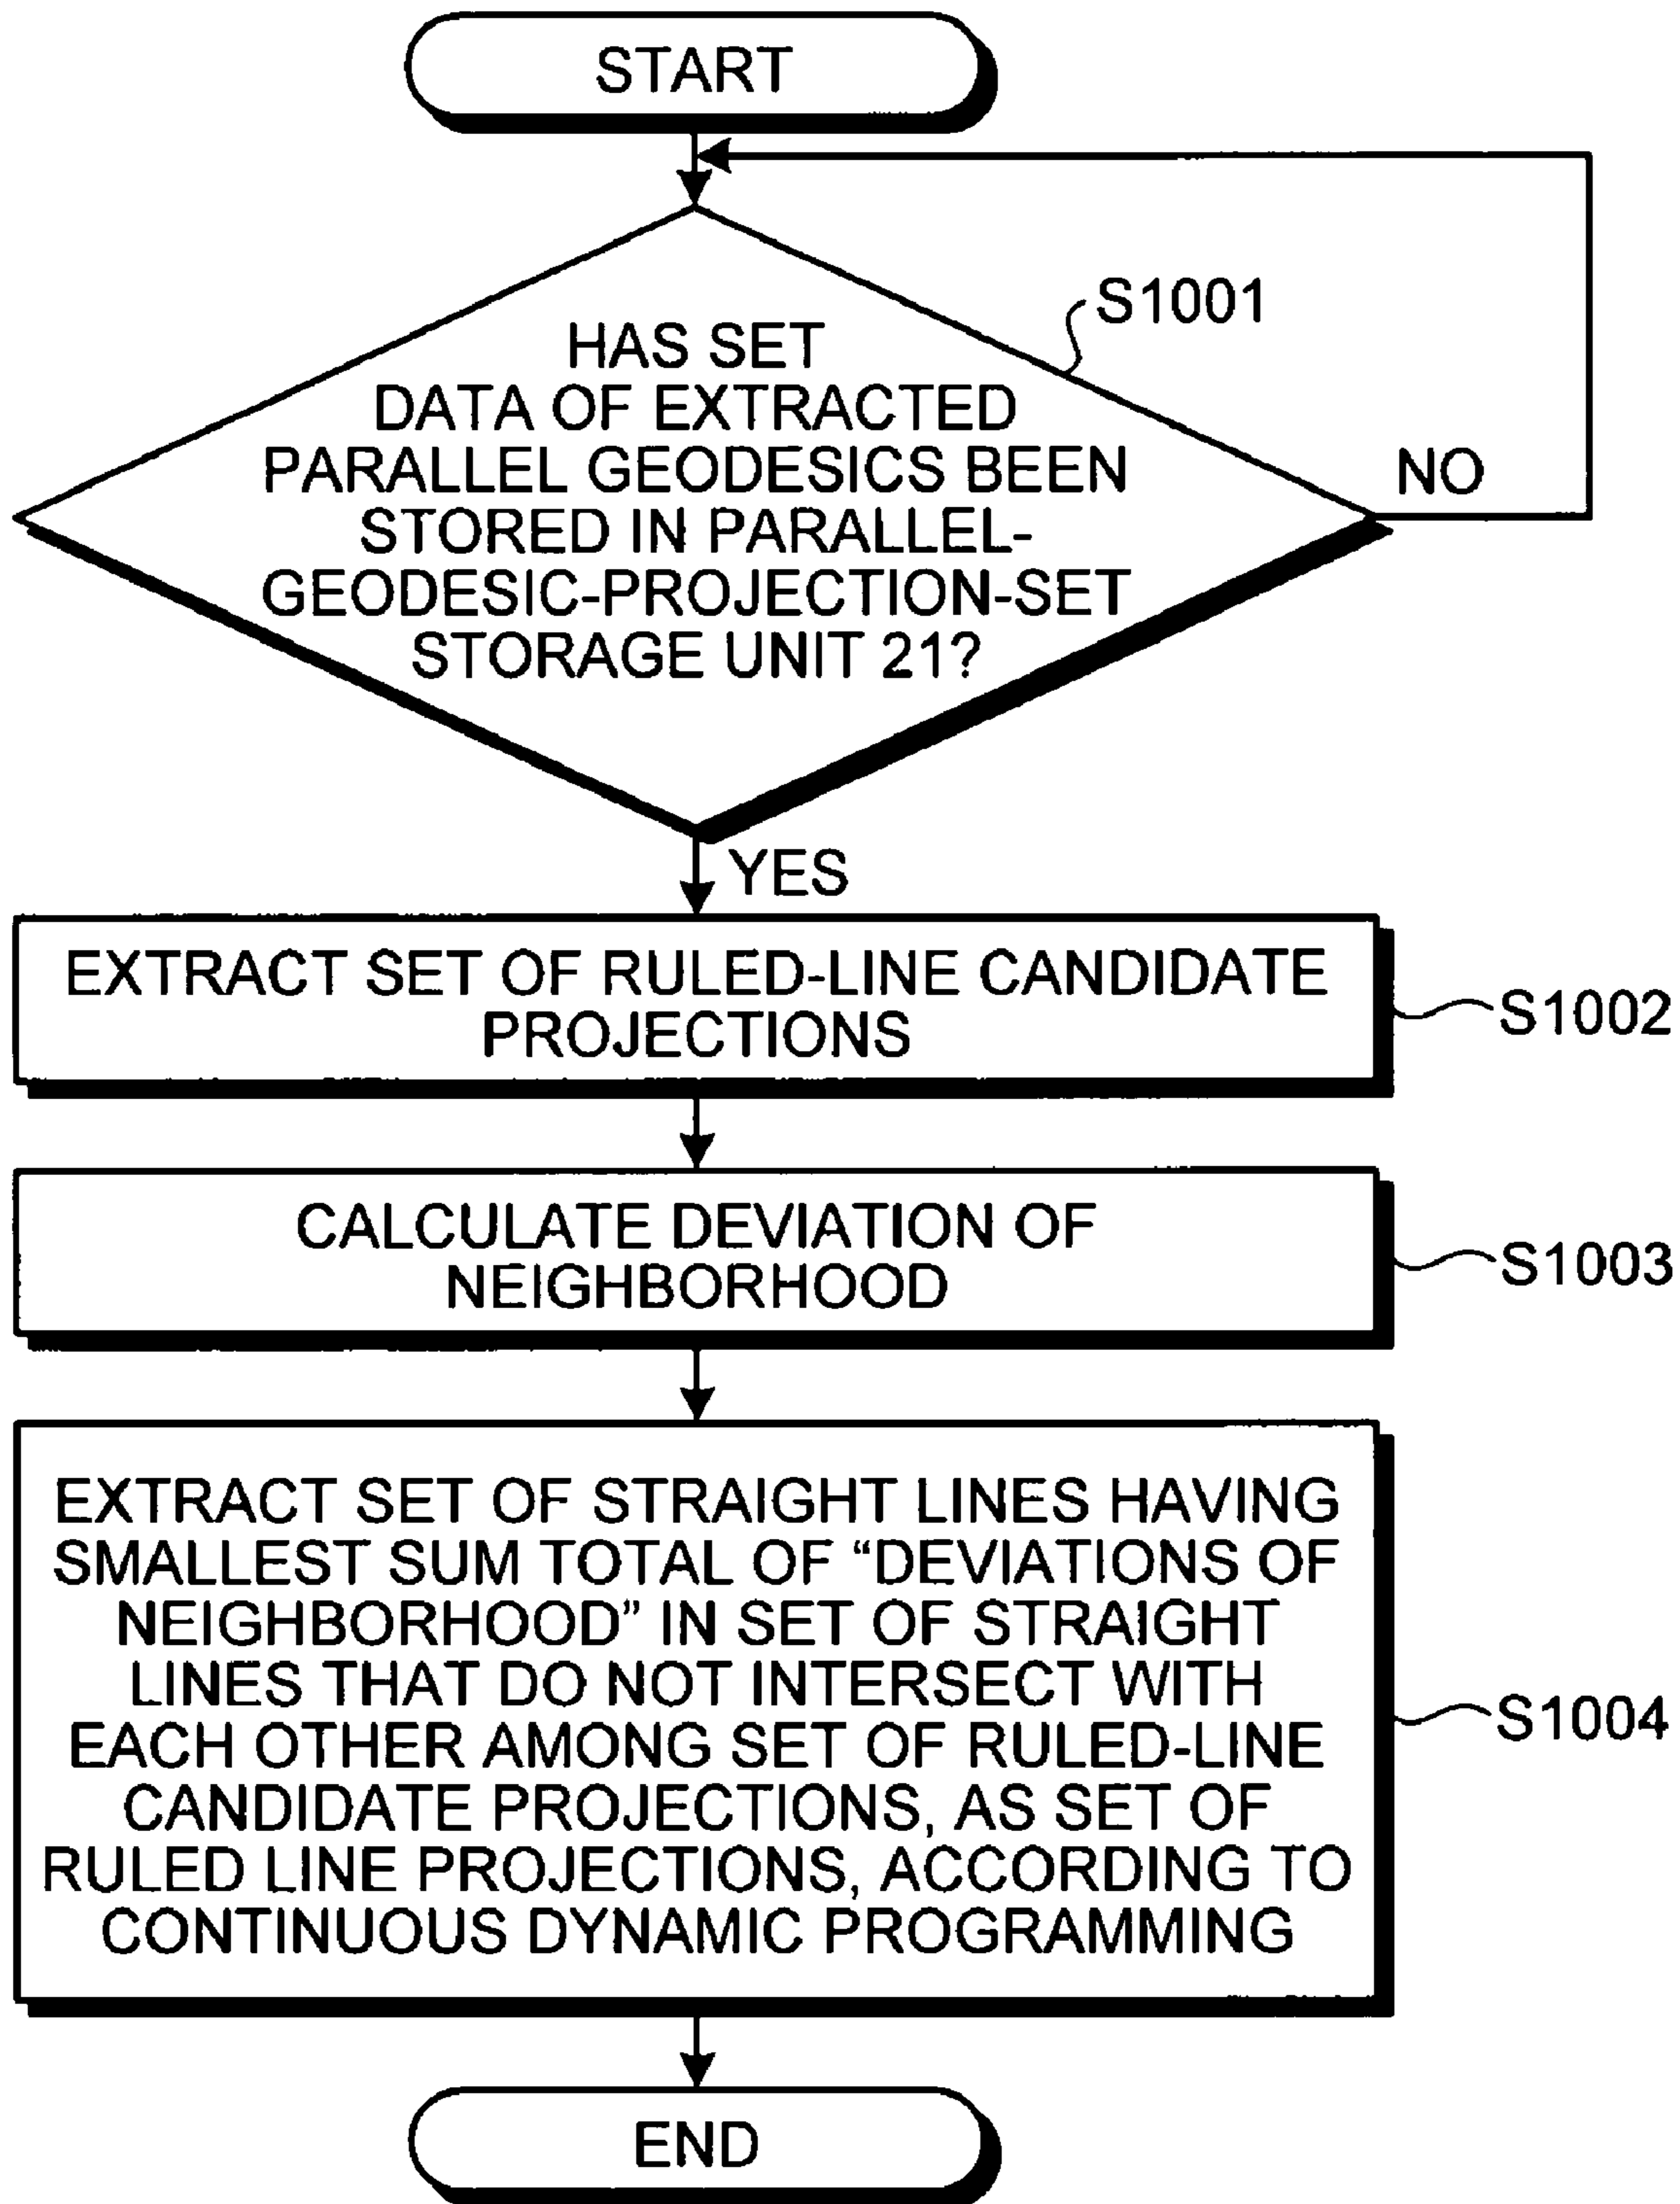 START
S1001
HAS SET
DATA OF EXTRACTED
PARALLEL GEODESICS BEEN
STORED IN PARALLEL-
GEODESIC-PROJECTION-SET
STORAGE UNIT 21?
NO
YES
EXTRACT SET OF RULED-LINE CANDIDATE
PROJECTIONS
S1002
CALCULATE DEVIATION OF
NEIGHBORHOOD
S1003
EXTRACT SET OF STRAIGHT LINES HAVING
SMALLEST SUM TOTAL OF “DEVIATIONS OF
NEIGHBORHOOD” IN SET OF STRAIGHT
LINES THAT DO NOT INTERSECT WITH
EACH OTHER AMONG SET OF RULED-LINE
CANDIDATE PROJECTIONS, AS SET OF
RULED LINE PROJECTIONS, ACCORDING TO
CONTINUOUS DYNAMIC PROGRAMMING
S1004
END